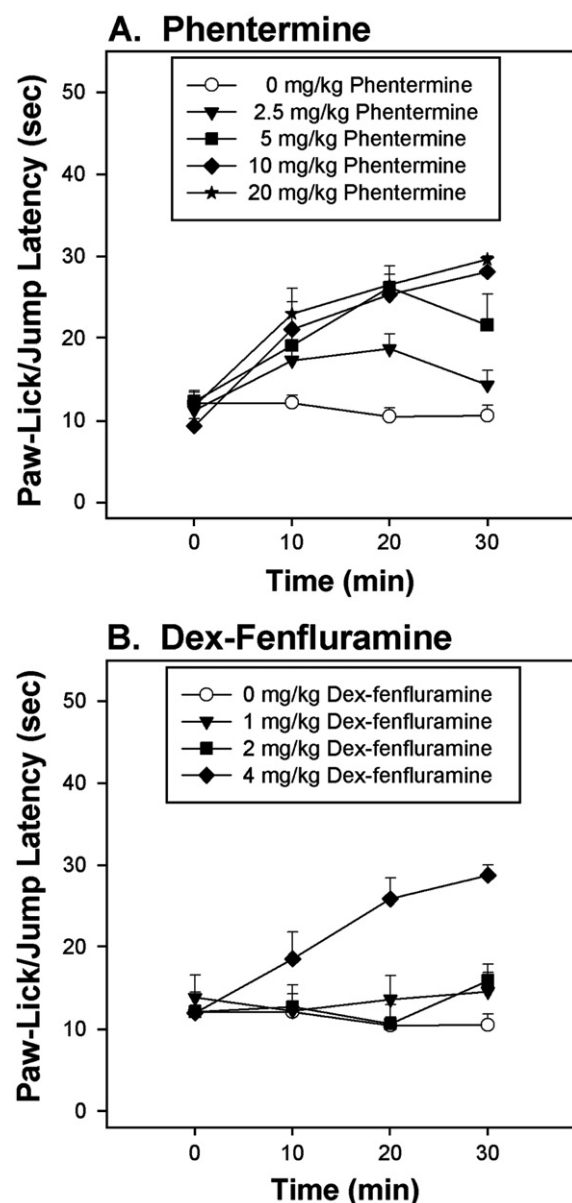 A. Phentermine
Paw-Lick/Jump Latency (sec)
50
40
30
20
10
0
0 mg/kg Phentermine
2.5 mg/kg Phentermine
5 mg/kg Phentermine
10 mg/kg Phentermine
20 mg/kg Phentermine
0 10 20 30
Time (min)
B. Dex-Fenfluramine
Paw-Lick/Jump Latency (sec)
50
40
30
20
10
0
0 mg/kg Dex-fenfluramine
1 mg/kg Dex-fenfluramine
2 mg/kg Dex-fenfluramine
4 mg/kg Dex-fenfluramine
0 10 20 30
Time (min)